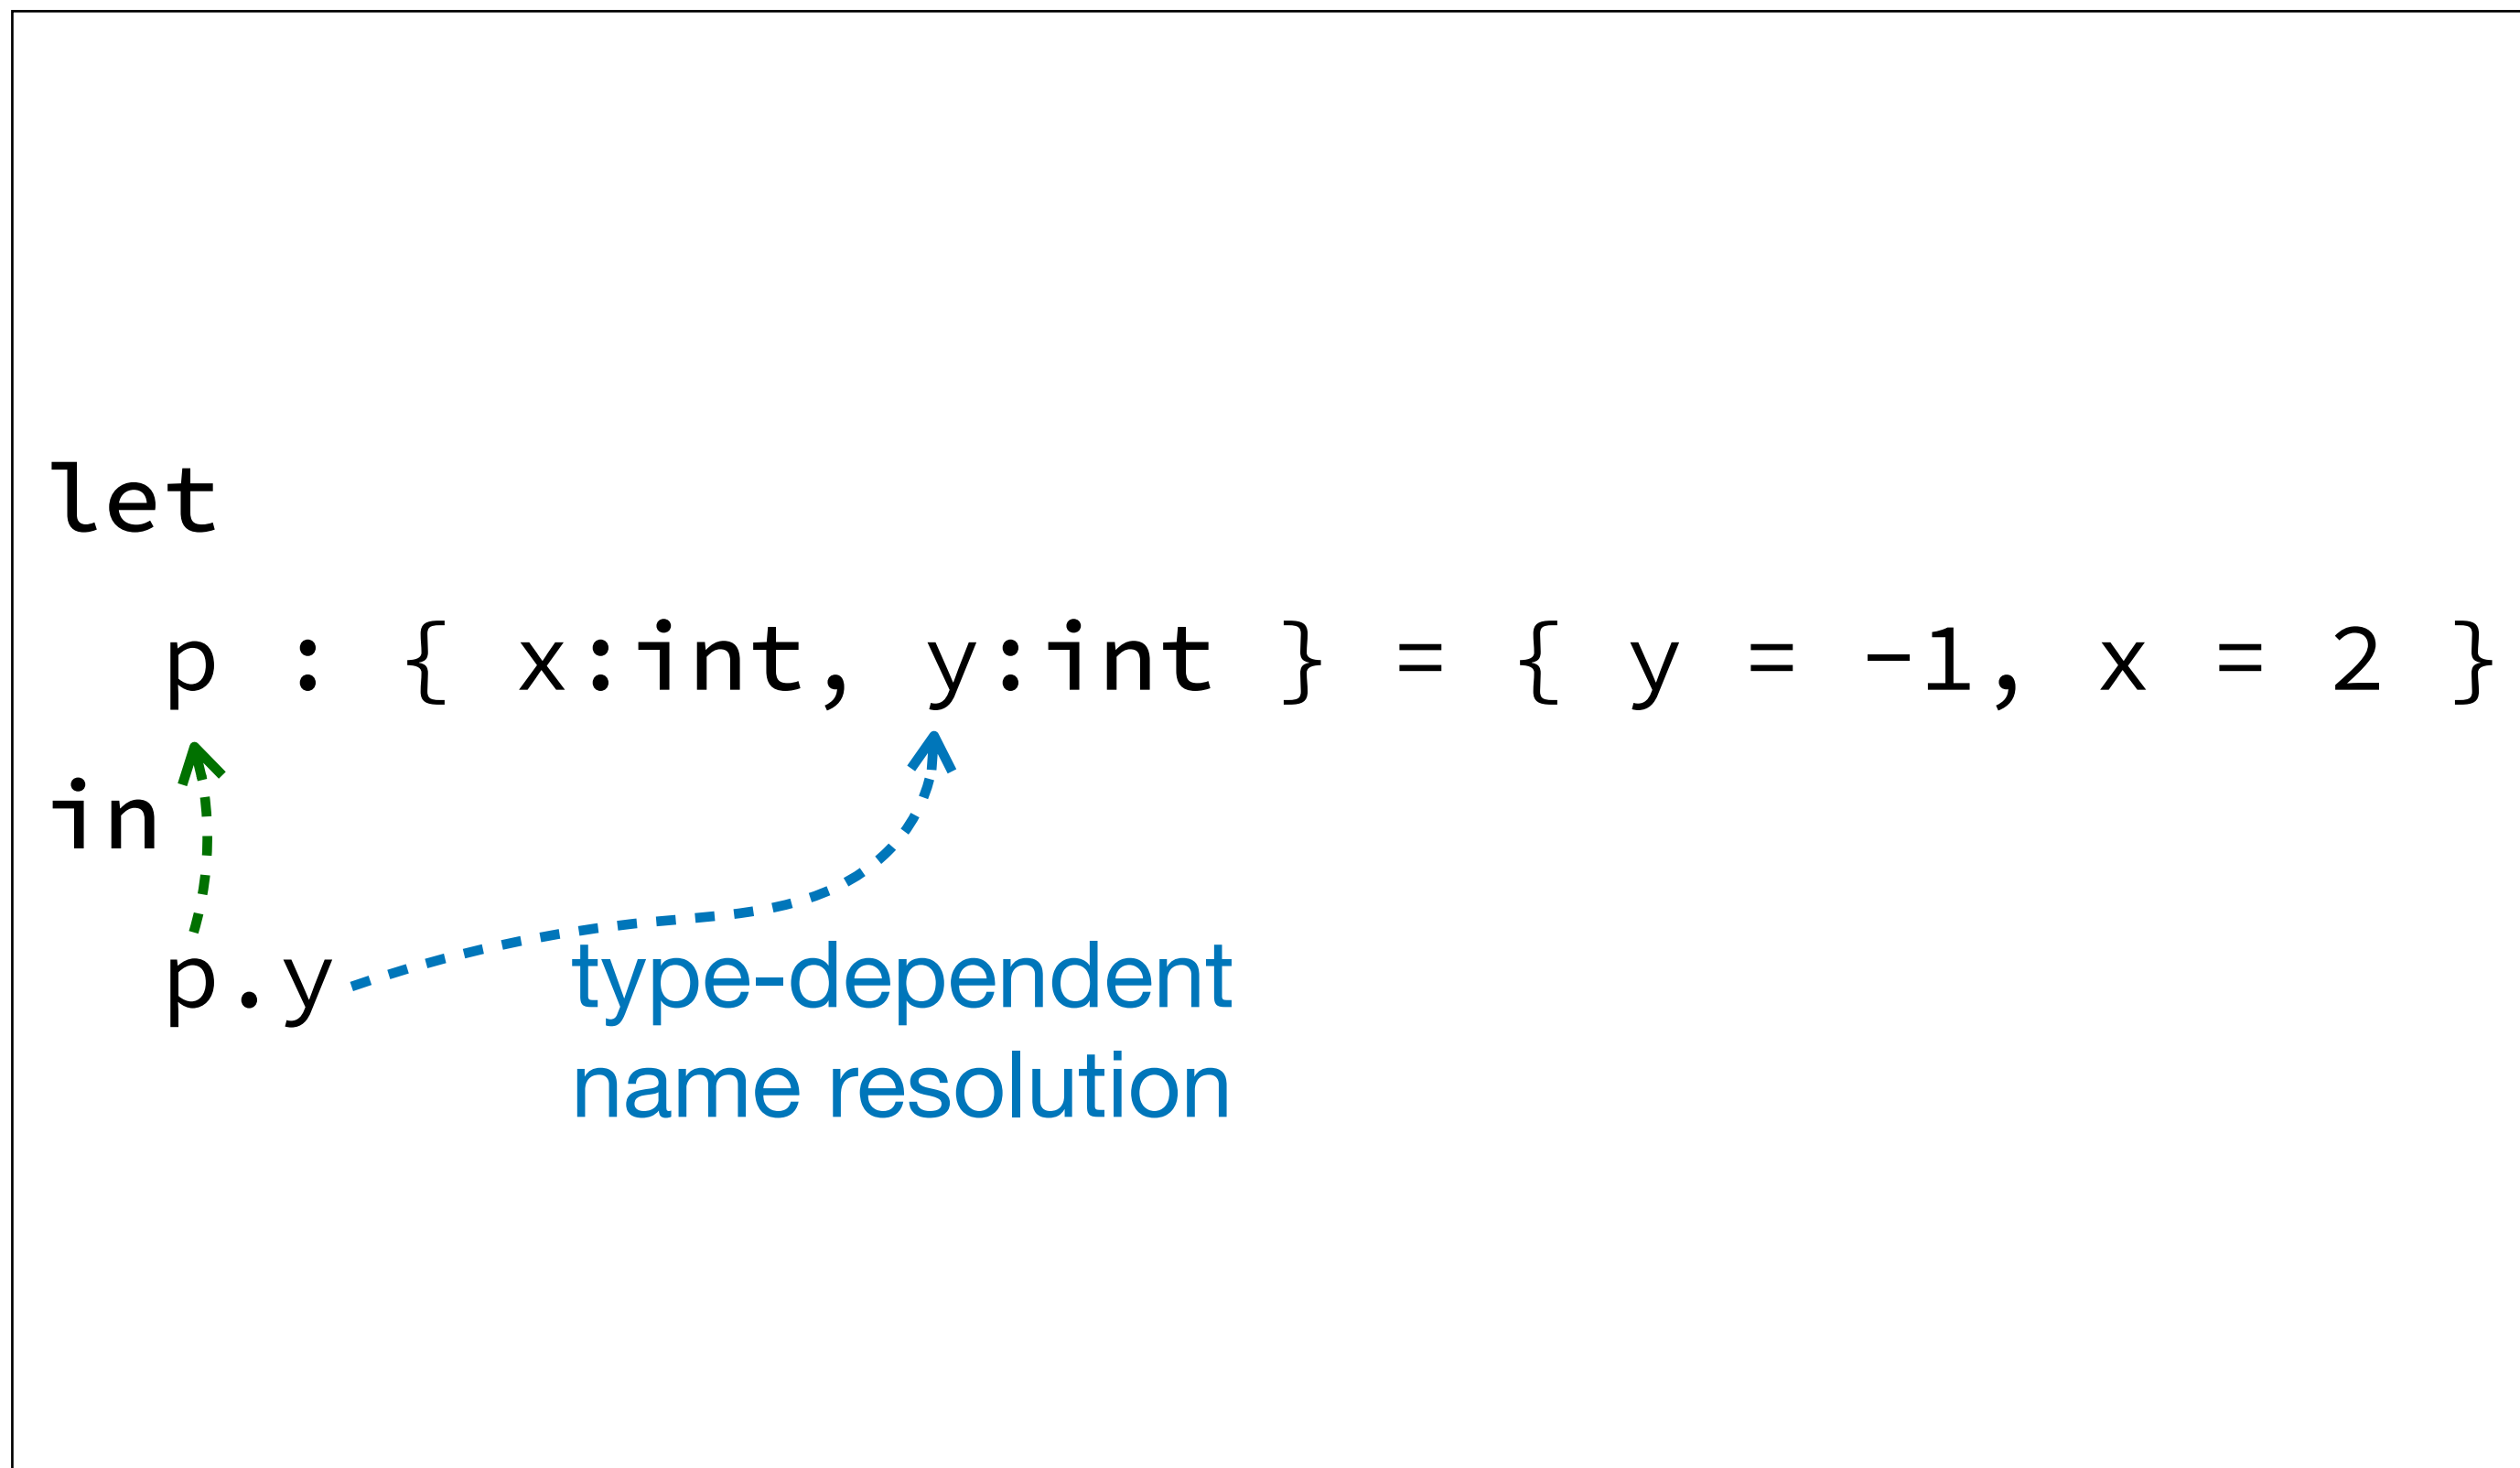 let
p : { x:int, y:int } = { y = -1, x = 2 }
in
p.y
type-dependent
name resolution